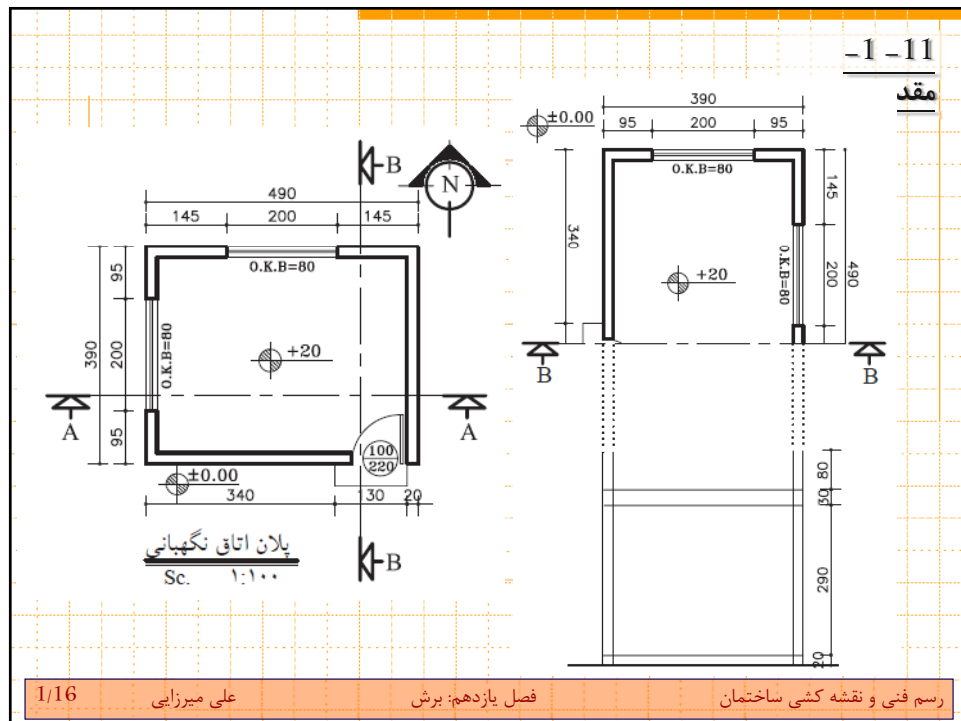 11- 1-
مقد
B
N
490
145 200 145
O.K.B=80
95
200
95
390
O.K.B=80
+20
A A
100
220
±0.00
340 130 20
B
پلان اتاق نگهبانی
Sc. ۱:۱۰۰
390
±0.00
95 200 95
O.K.B=80
340
145
200
490
O.K.B=80
+20
B B
80
30
290
20
رسم فنی و نقشه کشی ساختمان فصل یازدهم: برش علی میرزایی 1/16